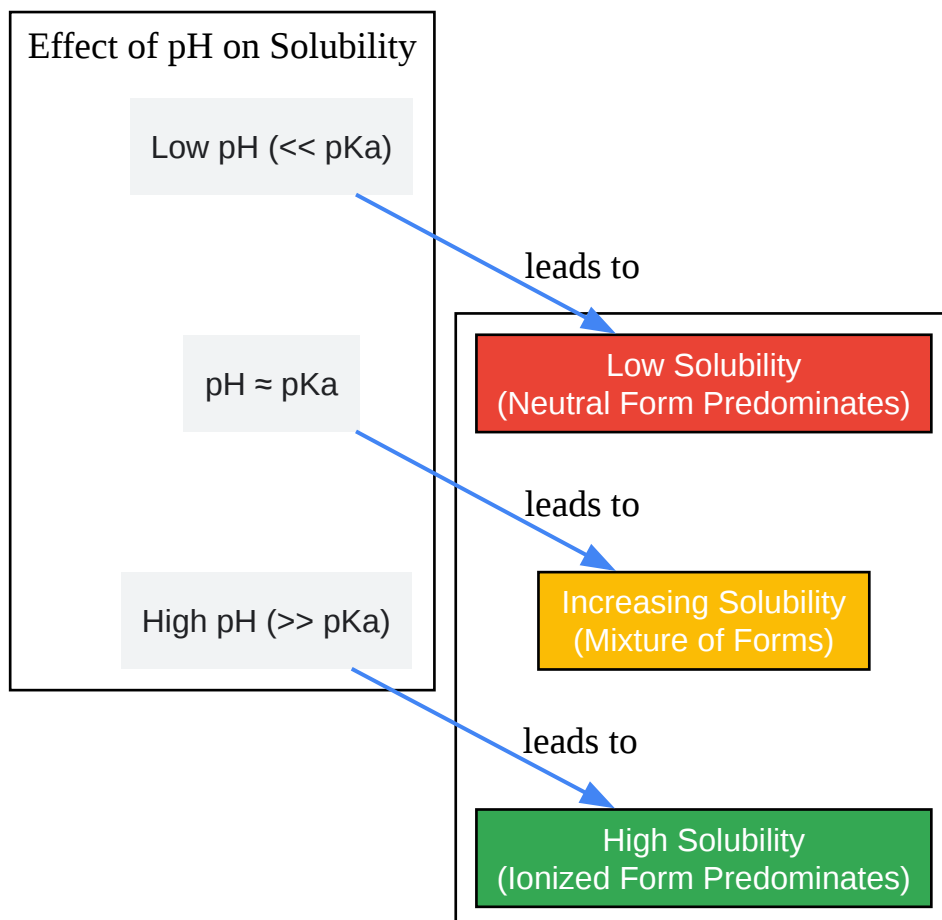 Effect of pH on Solubility
Low pH (<< pKa)
leads to
Low Solubility
(Neutral Form Predominates)
pH ≈ pKa
leads to
Increasing Solubility
(Mixture of Forms)
High pH (>> pKa)
leads to
High Solubility
(Ionized Form Predominates)